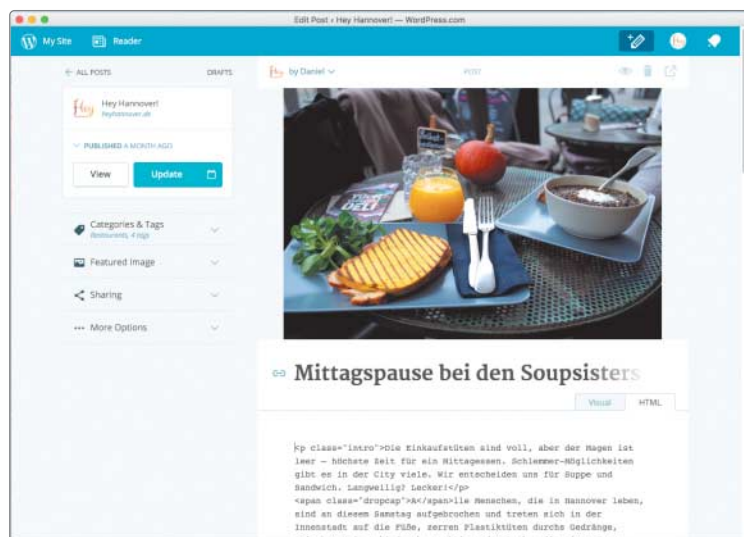 Edit Post ‹ Hey Hannover! — WordPress.com
My Site Reader
← ALL POSTS DRAFTS
Hey Hannover!
heyhannover.de
PUBLISHED A MONTH AGO
View Update
Categories & Tags
Restaurants, 4 tags
Featured Image
Sharing
More Options
Hey by Daniel POST
DELI
Mittagspause bei den Soupsisters
Visual HTML
<p class="intro">Die Einkaufstüten sind voll, aber der Magen ist
leer – höchste Zeit für ein Mittagessen. Schlemmer-Möglichkeiten
gibt es in der City viele. Wir entscheiden uns für Suppe und
Sandwich. Langweilig? Lecker!</p>
<span class="dropcap">A</span>lle Menschen, die in Hannover leben,
sind an diesem Samstag aufgebrochen und treten sich in der
Innenstadt auf die Füße, zerren Plastiktüten durchs Gedränge,